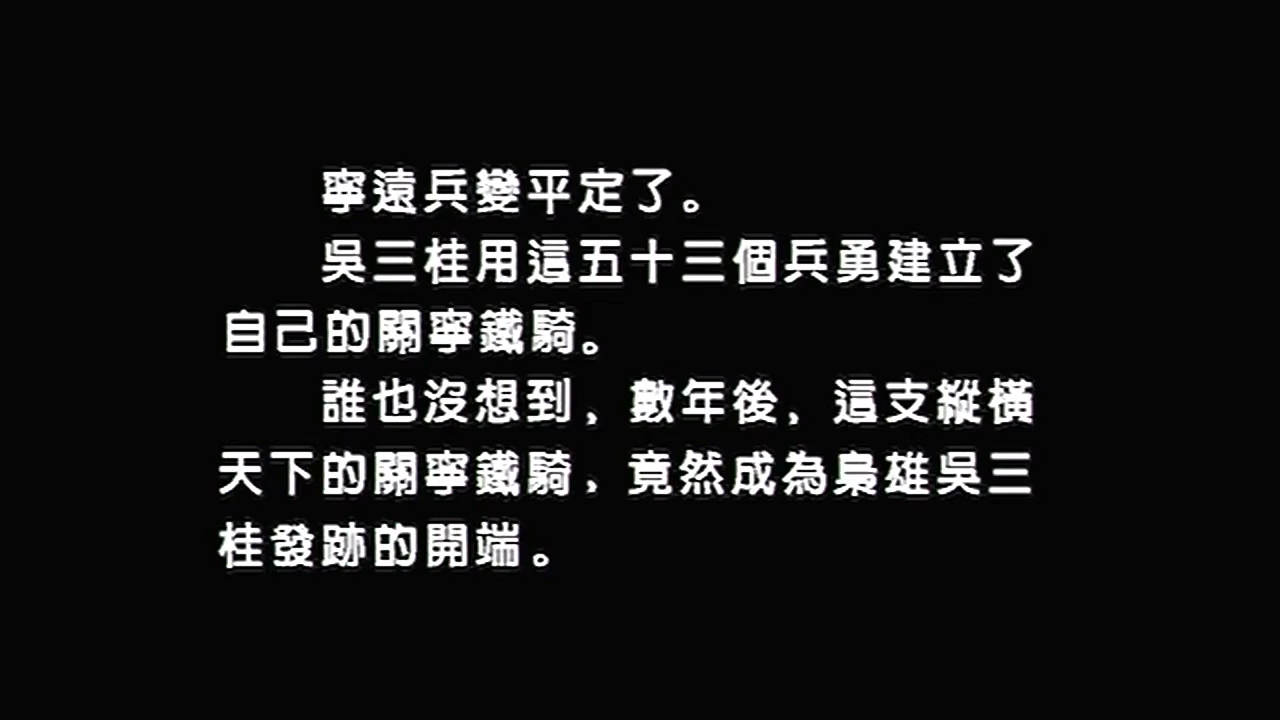 寧遠兵變平定了。
吳三桂用這五十三個兵勇建立了
自己的關寧鐵騎。
誰也沒想到，數年後，這支縱橫
天下的關寧鐵騎，竟然成為梟雄吳三
桂發跡的開端。